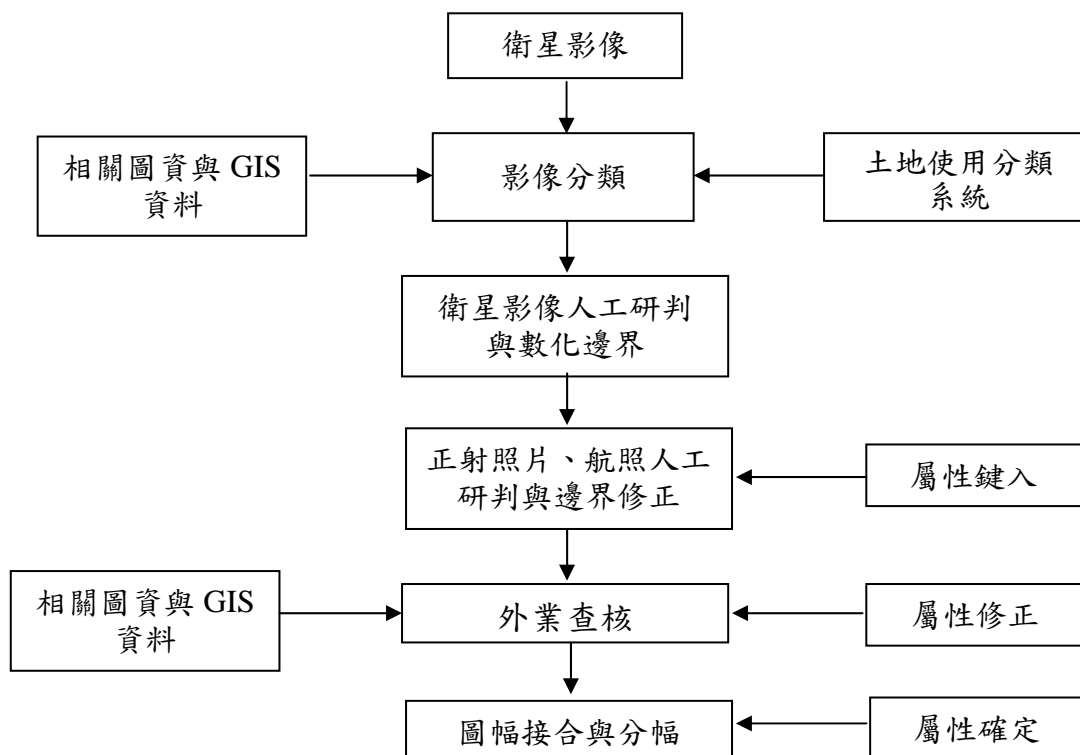 衛星影像
相關圖資與 GIS
資料
影像分類
土地使用分類
系統
衛星影像人工研判
與數化邊界
正射照片、航照人工
研判與邊界修正
屬性鍵入
相關圖資與 GIS
資料
外業查核
屬性修正
圖幅接合與分幅
屬性確定